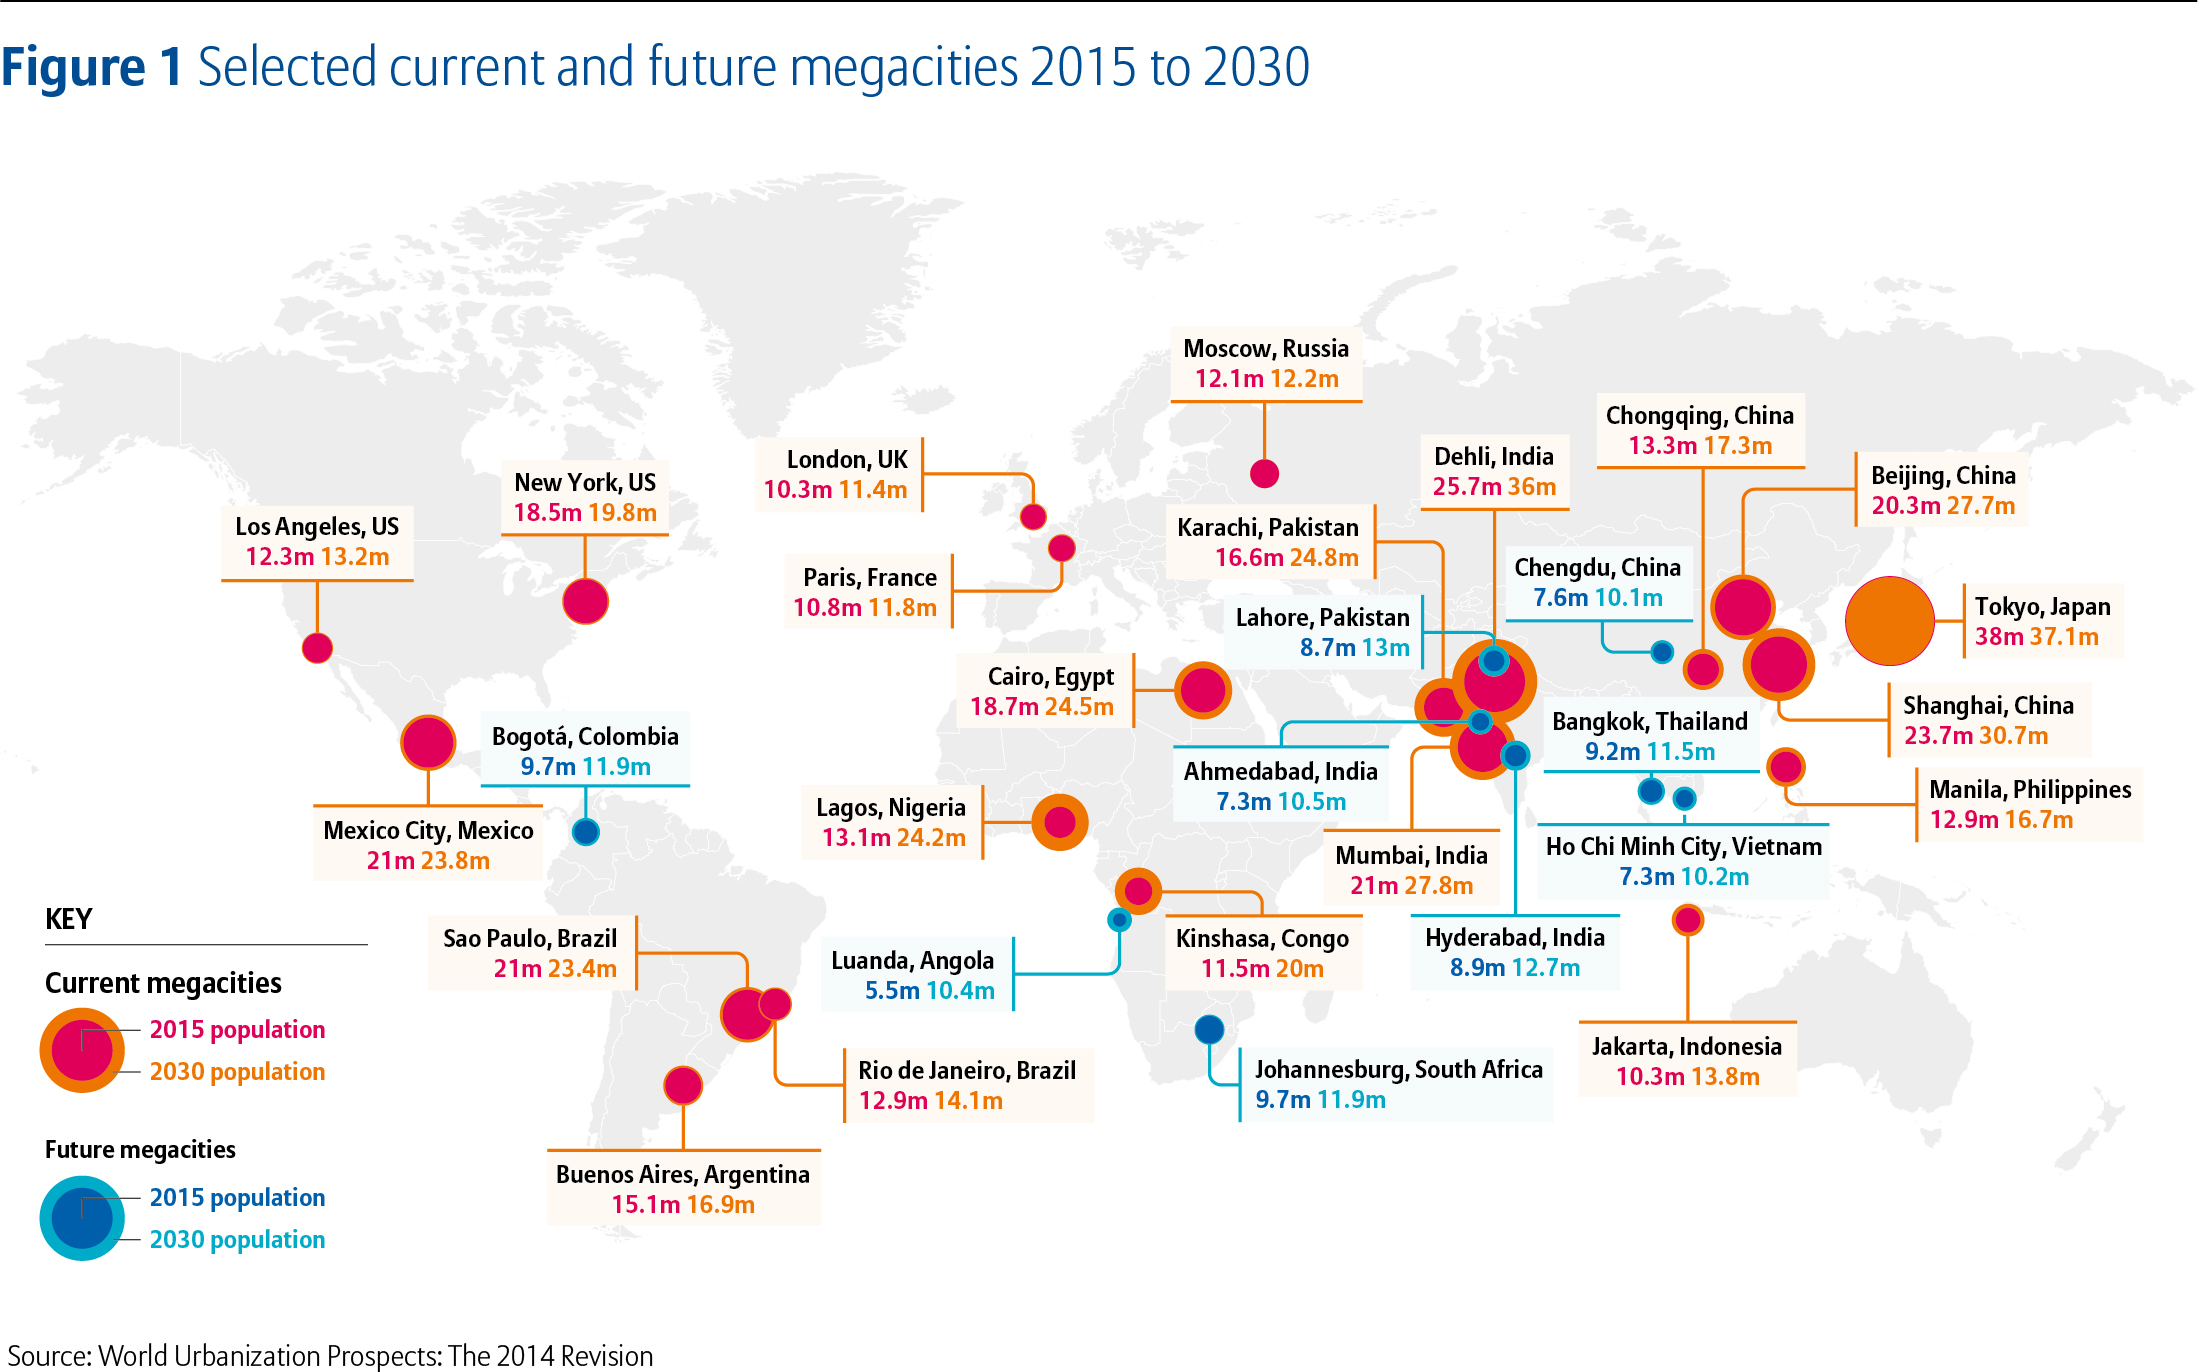 Figure 1 Selected current and future megacities 2015 to 2030
Moscow, Russia
12.1m 12.2m
Chongqing, China
13.3m 17.3m
London, UK
10.3m 11.4m
Dehli, India
25.7m 36m
Beijing, China
20.3m 27.7m
New York, US
18.5m 19.8m
Los Angeles, US
12.3m 13.2m
Karachi, Pakistan
16.6m 24.8m
Paris, France
10.8m 11.8m
Chengdu, China
7.6m 10.1m
Lahore, Pakistan
8.7m 13m
Tokyo, Japan
38m 37.1m
Cairo, Egypt
18.7m 24.5m
Shanghai, China
23.7m 30.7m
Bogotá, Colombia
9.7m 11.9m
Bangkok, Thailand
9.2m 11.5m
Ahmedabad, India
7.3m 10.5m
Manila, Philippines
12.9m 16.7m
Lagos, Nigeria
13.1m 24.2m
Mexico City, Mexico
21m 23.8m
Mumbai, India
21m 27.8m
Ho Chi Minh City, Vietnam
7.3m 10.2m
Sao Paulo, Brazil
21m 23.4m
Luanda, Angola
5.5m 10.4m
Kinshasa, Congo
11.5m 20m
Hyderabad, India
8.9m 12.7m
Jakarta, Indonesia
10.3m 13.8m
Rio de Janeiro, Brazil
12.9m 14.1m
Johannesburg, South Africa
9.7m 11.9m
Buenos Aires, Argentina
15.1m 16.9m
KEY
Current megacities
2015 population
2030 population
Future megacities
2015 population
2030 population
Source: World Urbanization Prospects: The 2014 Revision